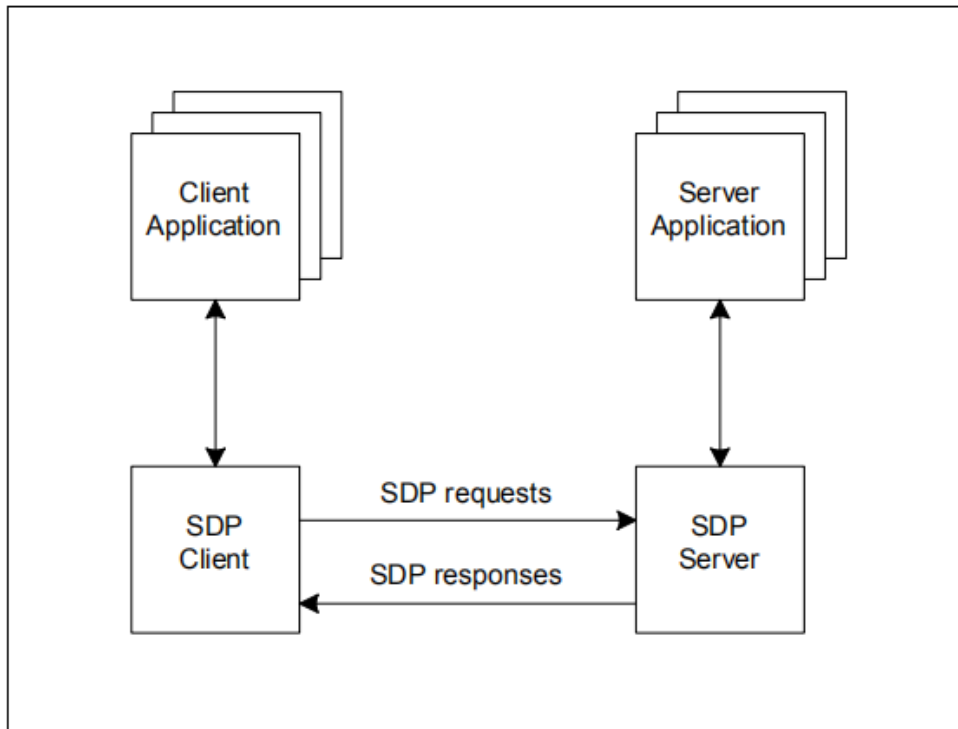 Client
Application
Server
Application
SDP requests
SDP
Client
SDP
Server
SDP responses